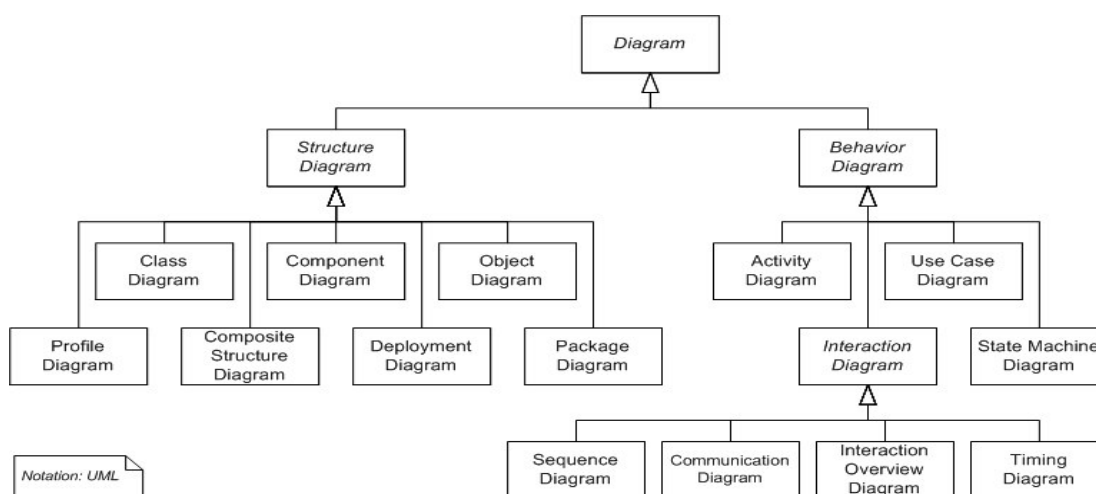 Diagram
Structure
Diagram
Behavior
Diagram
Class
Diagram
Component
Diagram
Object
Diagram
Activity
Diagram
Use Case
Diagram
Profile
Diagram
Composite
Structure
Diagram
Deployment
Diagram
Package
Diagram
Interaction
Diagram
State Machine
Diagram
Notation: UML
Sequence
Diagram
Communication
Diagram
Interaction
Overview
Diagram
Timing
Diagram